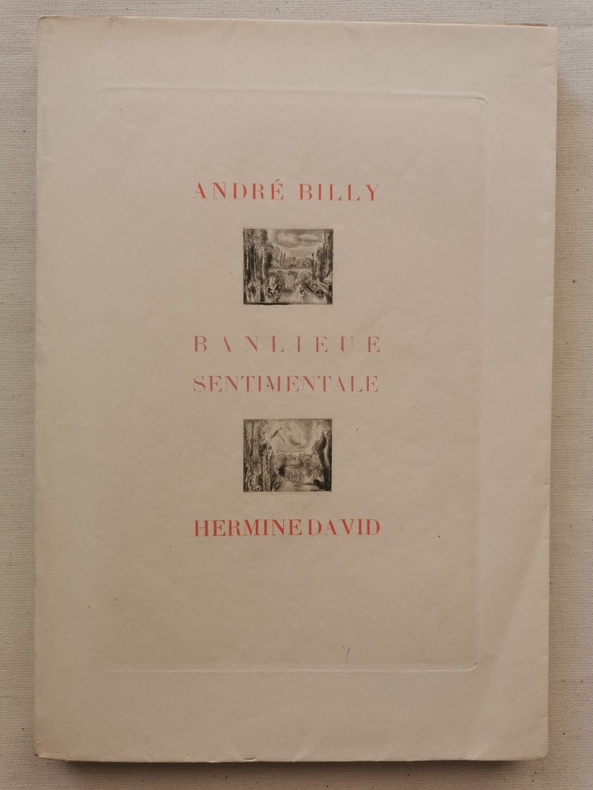 ANDRÉ BILLY
BANLIEUE
SENTIMENTALE
HERMINE DAVID